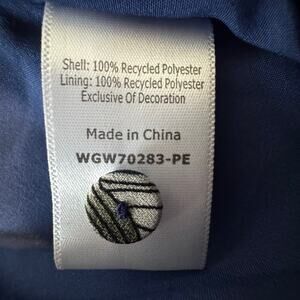 Shell: 100% Recycled Polyester
Lining: 100% Recycled Polyester
Exclusive Of Decoration
Made in China
WGW70283-PE